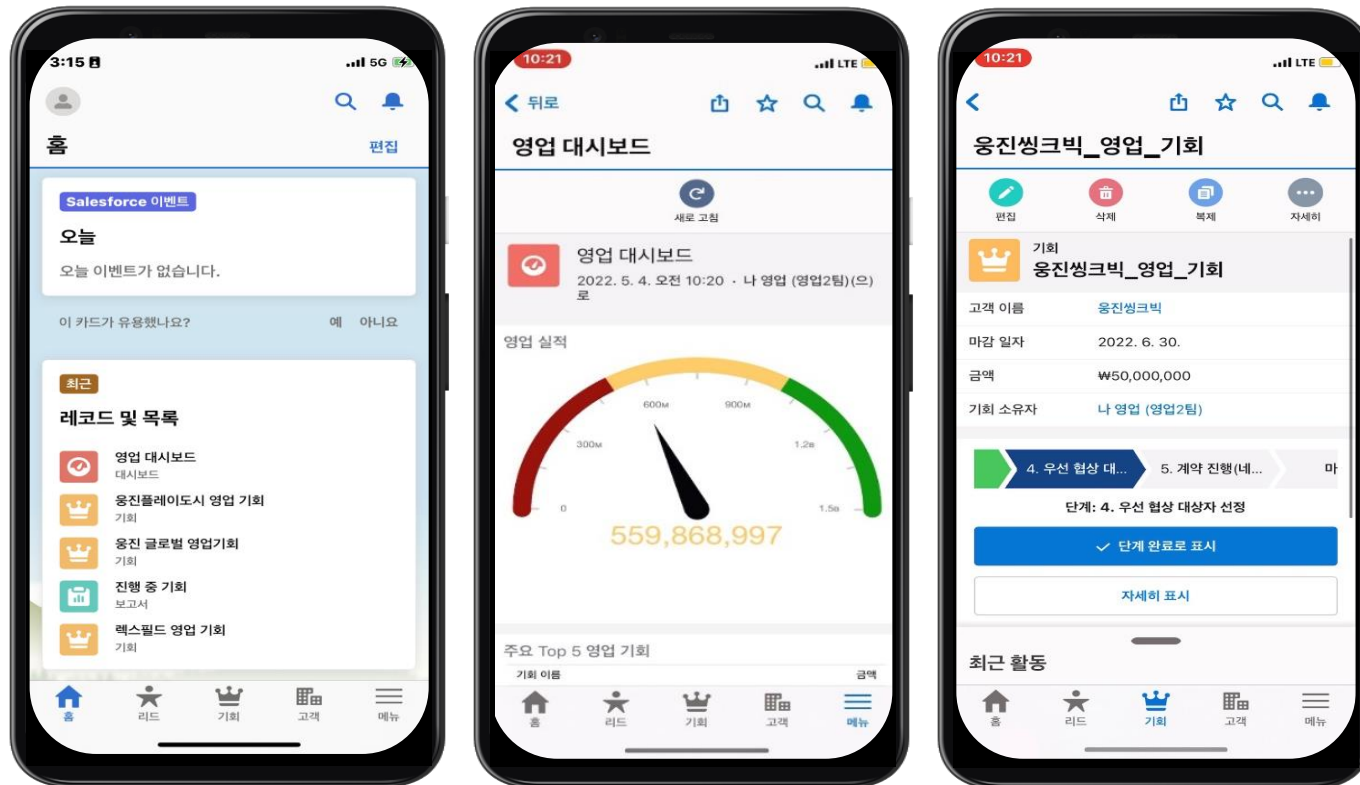 3:15
5G
홈
편집
Salesforce 이벤트
오늘
오늘 이벤트가 없습니다.
이 카드가 유용했나요?
예 아니요
최근
레코드 및 목록
영업 대시보드
대시보드
웅진플레이도시 영업 기회
기회
웅진 글로벌 영업기회
기회
진행 중 기회
보고서
렉스필드 영업 기회
기회
홈 리드 기회 고객 메뉴
10:21
LTE
뒤로
영업 대시보드
새로 고침
영업 대시보드
2022. 5. 4. 오전 10:20 · 나 영업 (영업2팀)(으)
로
영업 실적
600M 900M
300M 1.2B
0 1.5B
559,868,997
주요 Top 5 영업 기회
기회 이름 금액
홈 리드 기회 고객 메뉴
10:21
LTE
웅진씽크빅_영업_기회
편집 삭제 복제 자세히
기회
웅진씽크빅_영업_기회
고객 이름 웅진씽크빅
마감 일자 2022. 6. 30.
금액 ₩50,000,000
기회 소유자 나 영업 (영업2팀)
4. 우선 협상 대... 5. 계약 진행(네... 마
단계: 4. 우선 협상 대상자 선정
단계 완료로 표시
자세히 표시
최근 활동
홈 리드 기회 고객 메뉴